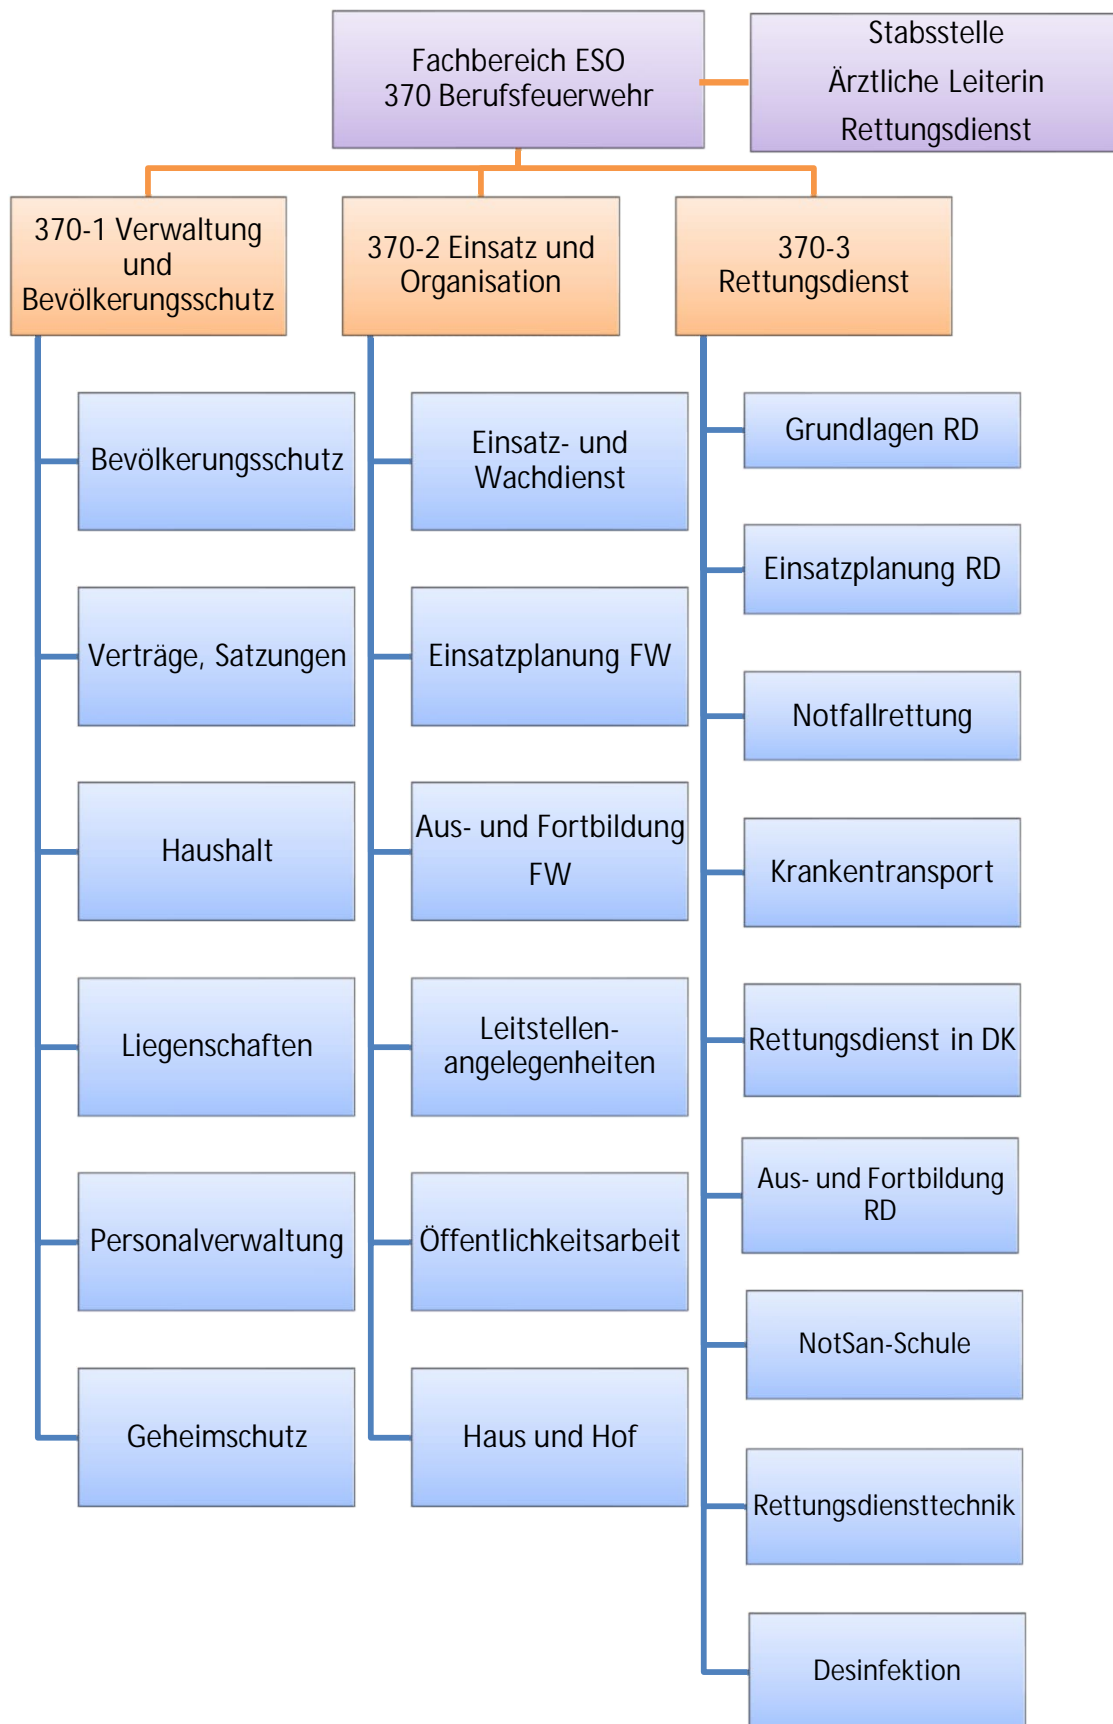 Fachbereich ESO
370 Berufsfeuerwehr
Stabsstelle
Ärztliche Leiterin
Rettungsdienst
370-1 Verwaltung
und
Bevölkerungsschutz
Bevölkerungsschutz
Verträge, Satzungen
Haushalt
Liegenschaften
Personalverwaltung
Geheimschutz
370-2 Einsatz und
Organisation
Einsatz- und
Wachdienst
Einsatzplanung FW
Aus- und Fortbildung
FW
Leitstellen-
angelegenheiten
Öffentlichkeitsarbeit
Haus und Hof
370-3
Rettungsdienst
Grundlagen RD
Einsatzplanung RD
Notfallrettung
Krankentransport
Rettungsdienst in DK
Aus- und Fortbildung
RD
NotSan-Schule
Rettungsdiensttechnik
Desinfektion